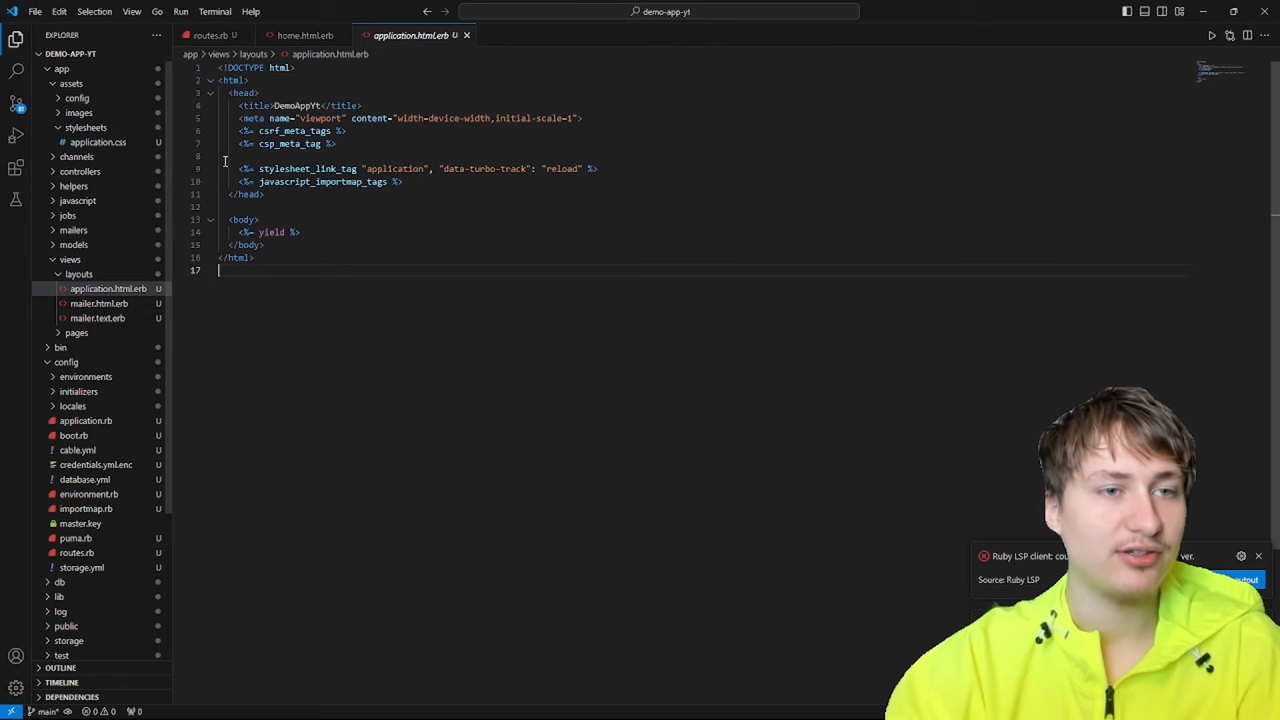 File Edit Selection View Go Run Terminal Help
demo-app-yt
EXPLORER
routes.rb U
home.html.erb
application.html.erb U
DEMO-APP-YT
app > views > layouts > application.html.erb
app
assets
config
images
stylesheets
application.css
channels
controllers
helpers
javascript
jobs
mailers
models
views
layouts
application.html.erb U
mailer.html.erb U
mailer.text.erb U
pages
bin
config
environments
initializers
locales
application.rb U
boot.rb U
cable.yml U
credentials.yml.enc U
database.yml U
environment.rb U
importmap.rb U
master.key
puma.rb U
routes.rb U
storage.yml U
db
lib
log
public
storage
test
OUTLINE
TIMELINE
DEPENDENCIES
1 <!DOCTYPE html>
2 <html>
3 <head>
4 <title>DemoAppYt</title>
5 <meta name="viewport" content="width=device-width,initial-scale=1">
6 <%= csrf_meta_tags %>
7 <%= csp_meta_tag %>
8
9 <%= stylesheet_link_tag "application", "data-turbo-track": "reload" %>
10 <%= javascript_importmap_tags %>
11 </head>
12
13 <body>
14 <%= yield %>
15 </body>
16 </html>
17
Ruby LSP client: cou
ver.
Source: Ruby LSP
output
main* 0 0 0